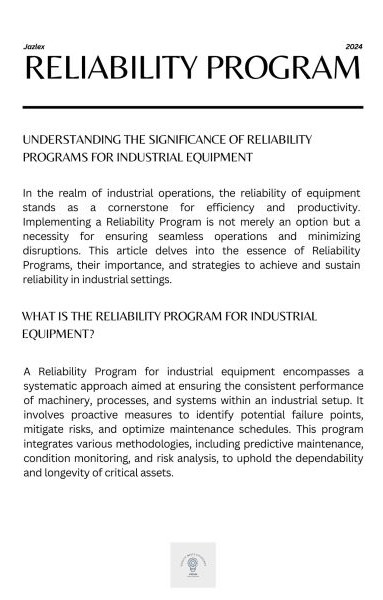 Jazlex 2024
RELIABILITY PROGRAM
UNDERSTANDING THE SIGNIFICANCE OF RELIABILITY
PROGRAMS FOR INDUSTRIAL EQUIPMENT
In the realm of industrial operations, the reliability of equipment
stands as a cornerstone for efficiency and productivity.
Implementing a Reliability Program is not merely an option but a
necessity for ensuring seamless operations and minimizing
disruptions. This article delves into the essence of Reliability
Programs, their importance, and strategies to achieve and sustain
reliability in industrial settings.
WHAT IS THE RELIABILITY PROGRAM FOR INDUSTRIAL
EQUIPMENT?
A Reliability Program for industrial equipment encompasses a
systematic approach aimed at ensuring the consistent performance
of machinery, processes, and systems within an industrial setup. It
involves proactive measures to identify potential failure points,
mitigate risks, and optimize maintenance schedules. This program
integrates various methodologies, including predictive maintenance,
condition monitoring, and risk analysis, to uphold the dependability
and longevity of critical assets.